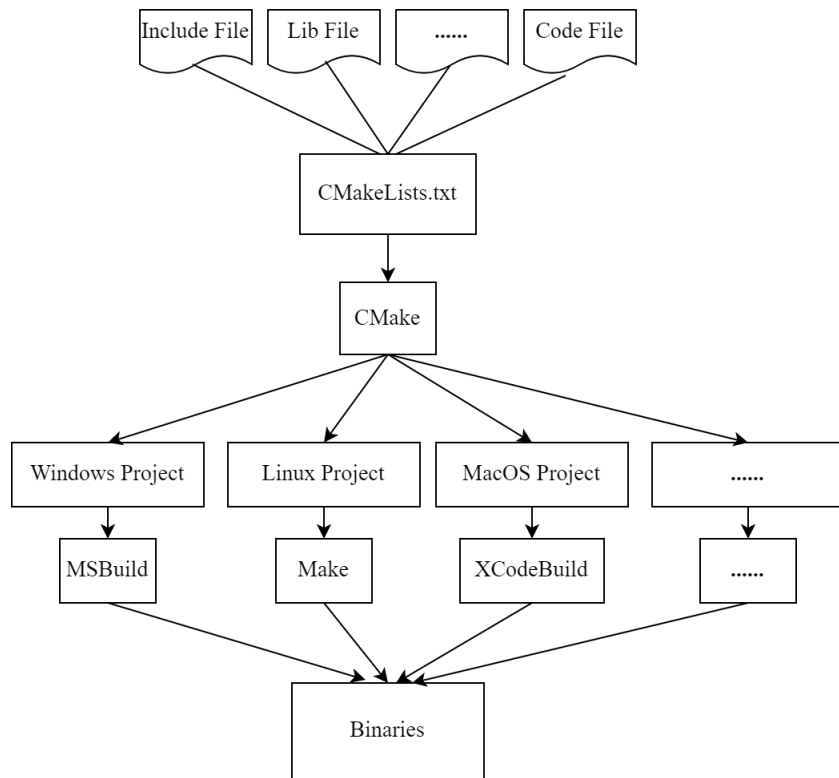 Include File
Lib File
......
Code File
CMakeLists.txt
CMake
Windows Project
Linux Project
MacOS Project
......
MSBuild
Make
XCodeBuild
......
Binaries